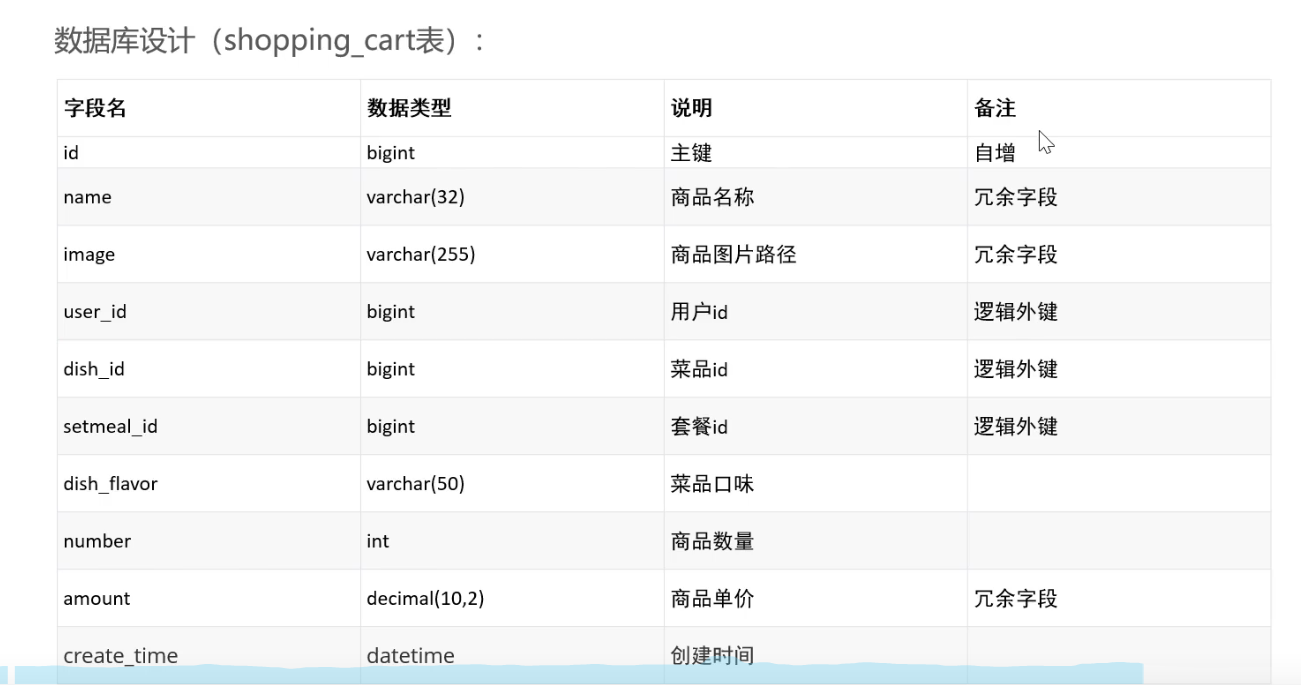 数据库设计（shopping_cart表）：
字段名 数据类型 说明 备注
id bigint 主键 自增
name varchar(32) 商品名称 冗余字段
image varchar(255) 商品图片路径 冗余字段
user_id bigint 用户id 逻辑外键
dish_id bigint 菜品id 逻辑外键
setmeal_id bigint 套餐id 逻辑外键
dish_flavor varchar(50) 菜品口味
number int 商品数量
amount decimal(10,2) 商品单价 冗余字段
create_time datetime 创建时间